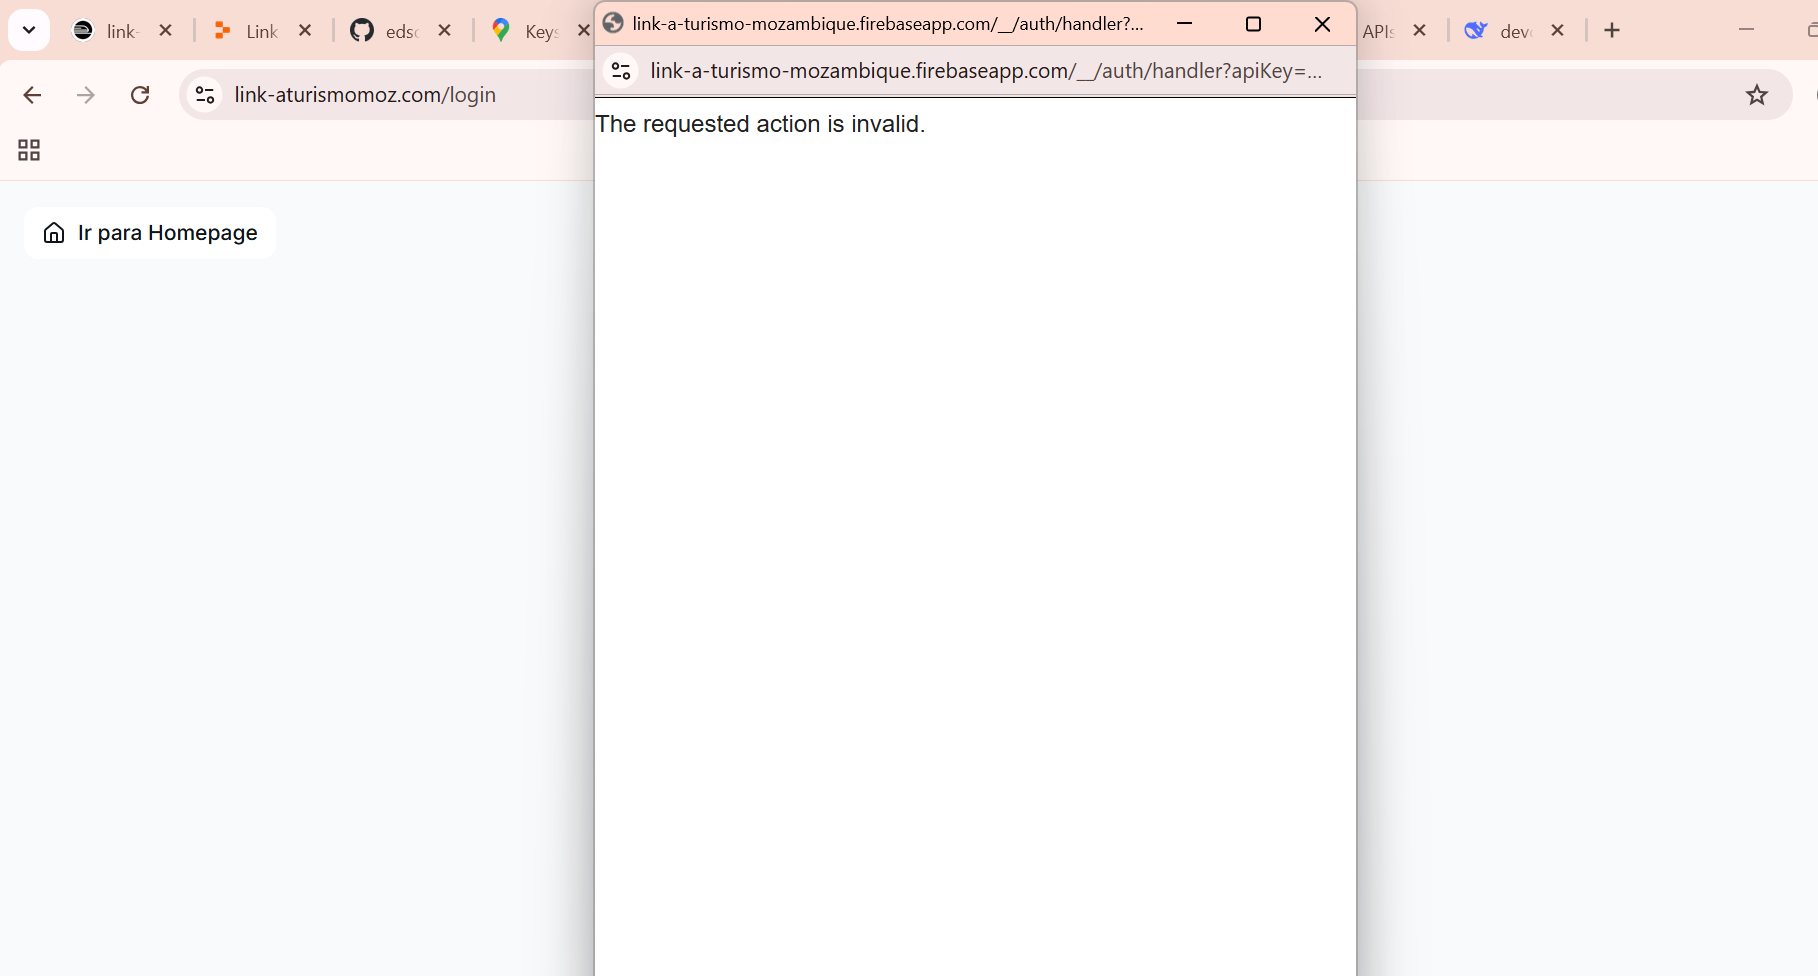 link-
Link
edsc
Keys
link-a-turismo-mozambique.firebaseapp.com/__/auth/handler?...
APIs
dev
link-aturismomoz.com/login
link-a-turismo-mozambique.firebaseapp.com/__/auth/handler?apiKey=...
The requested action is invalid.
Ir para Homepage